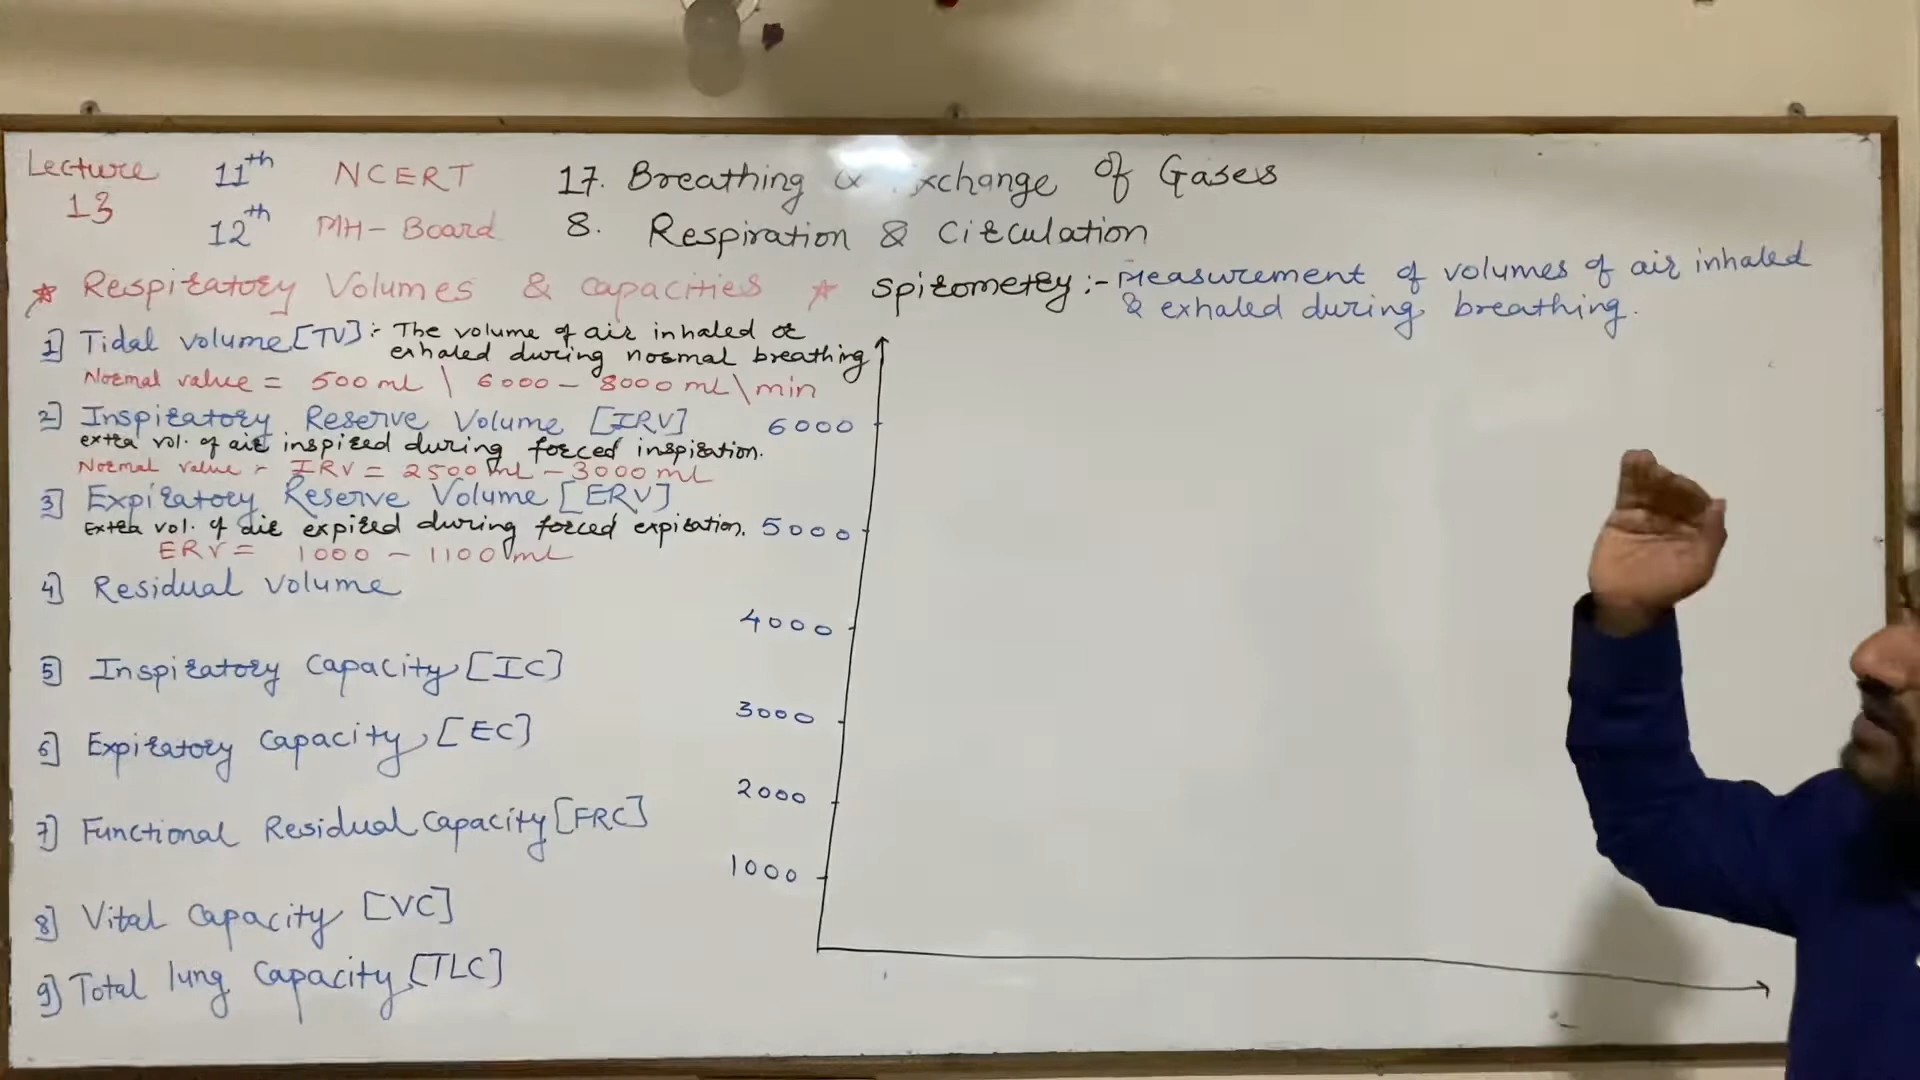 Lecture 13
11th NCERT 17. Breathing & xchange of Gases
12th MH-Board 8. Respiration & Circulation
* Respiratory Volumes & Capacities *
Spirometry :- Measurement of volumes of air inhaled
& exhaled during breathing.
1] Tidal volume [TV] :- The volume of air inhaled or
exhaled during normal breathing
Normal value = 500 mL \ 6000 - 8000 mL\min
2] Inspiratory Reserve Volume [IRV]
extra vol. of air inspired during forced inspiration.
Normal value :- IRV = 2500 mL - 3000 mL
3] Expiratory Reserve Volume [ERV]
Extra vol. of air expired during forced expiration.
ERV = 1000 - 1100 mL
4] Residual volume
5] Inspiratory Capacity [IC]
6] Expiratory Capacity [EC]
7] Functional Residual Capacity [FRC]
8] Vital Capacity [VC]
9] Total lung Capacity [TLC]
6000
5000
4000
3000
2000
1000